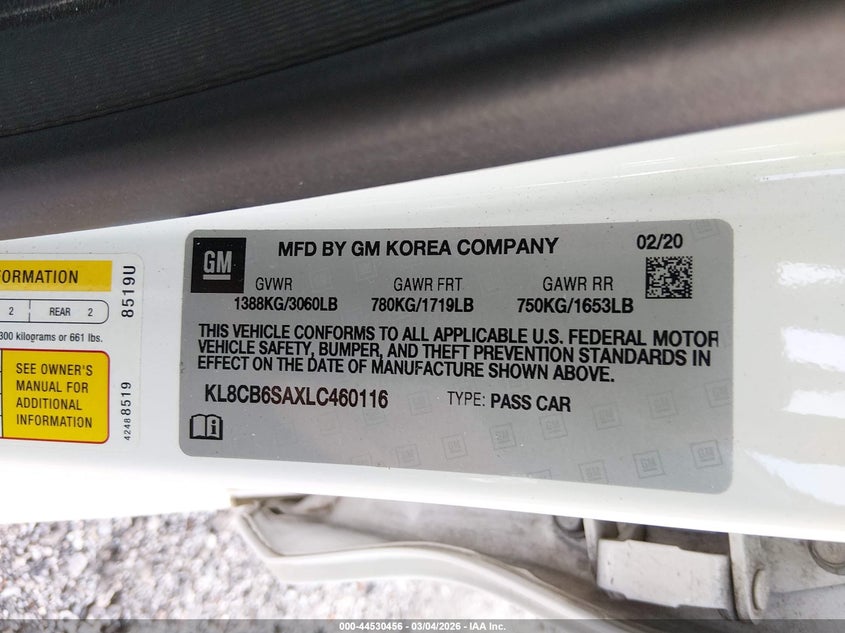 FORMATION
2 REAR 2
300 kilograms or 661 lbs.
SEE OWNER'S
MANUAL FOR
ADDITIONAL
INFORMATION
8519U
42488519
GM
MFD BY GM KOREA COMPANY
02/20
GVWR GAWR FRT GAWR RR
1388KG/3060LB 780KG/1719LB 750KG/1653LB
THIS VEHICLE CONFORMS TO ALL APPLICABLE U.S. FEDERAL MOTOR
VEHICLE SAFETY, BUMPER, AND THEFT PREVENTION STANDARDS IN
EFFECT ON THE DATE OF MANUFACTURE SHOWN ABOVE.
KL8CB6SAXLC460116 TYPE: PASS CAR
000-44530456 - 03/04/2026 - IAA Inc.